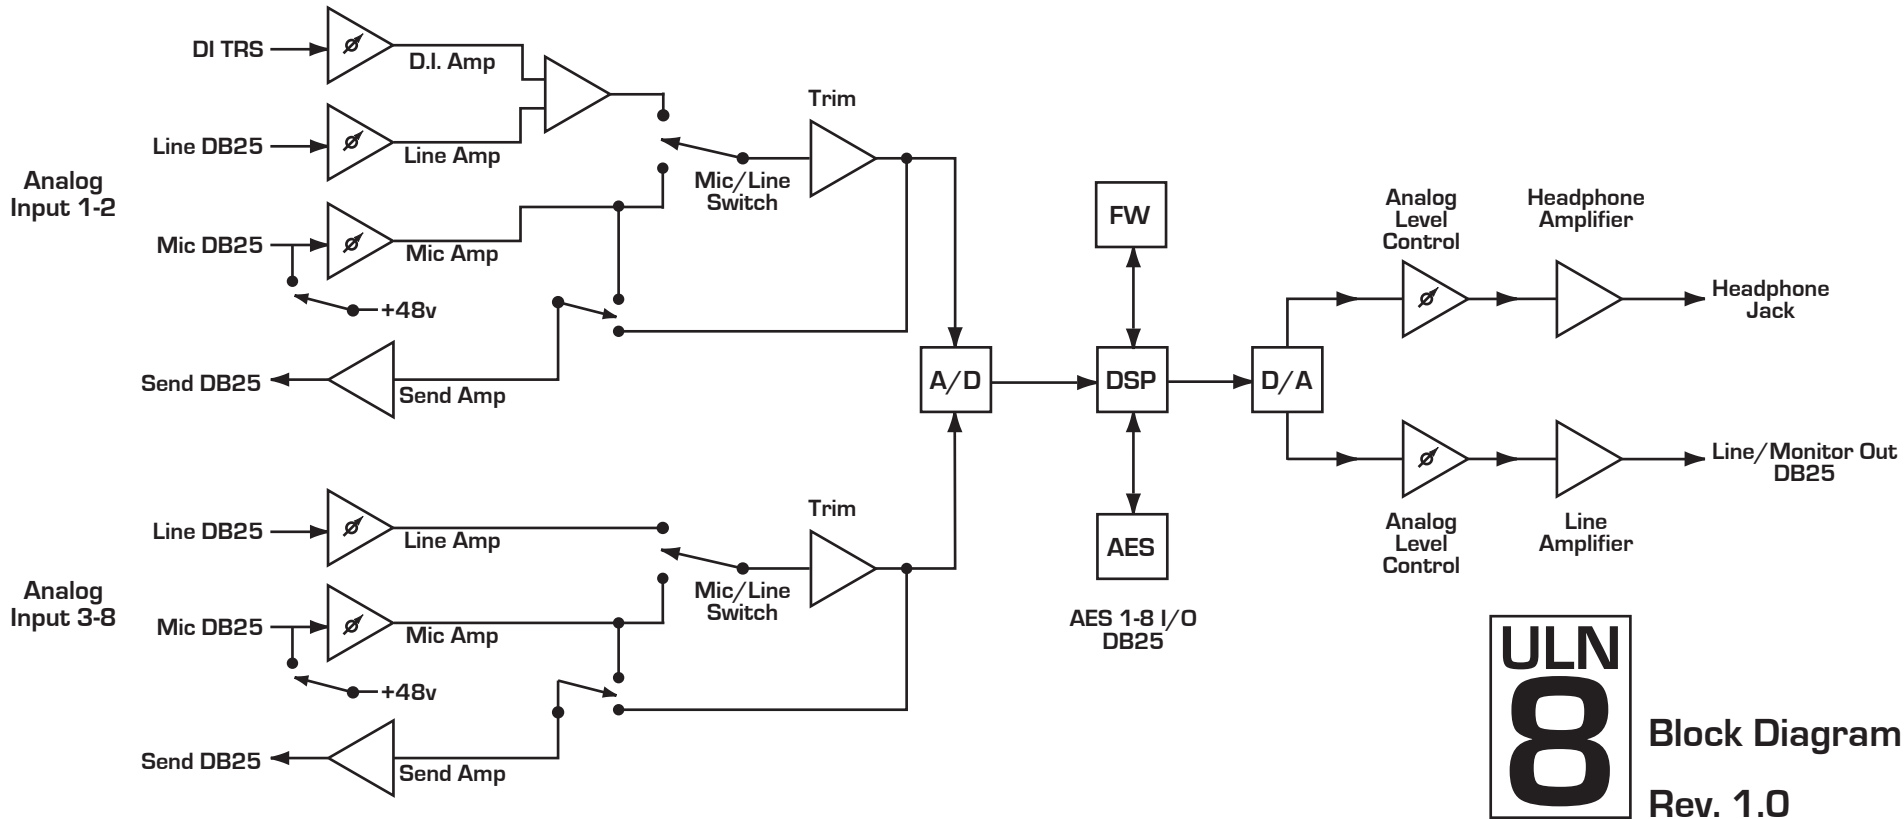 DI TRS
D.I. Amp
Line DB25
Line Amp
Analog
Input 1-2
Mic DB25
Mic Amp
+48v
Send DB25
Send Amp
Mic/Line
Switch
Trim
Line DB25
Line Amp
Analog
Input 3-8
Mic DB25
Mic Amp
+48v
Send DB25
Send Amp
Mic/Line
Switch
Trim
A/D
FW
DSP
AES
AES 1-8 I/O
DB25
D/A
Analog
Level
Control
Headphone
Amplifier
Headphone
Jack
Line/Monitor Out
DB25
Analog
Level
Control
Line
Amplifier
ULN
8
Block Diagram
Rev. 1.0